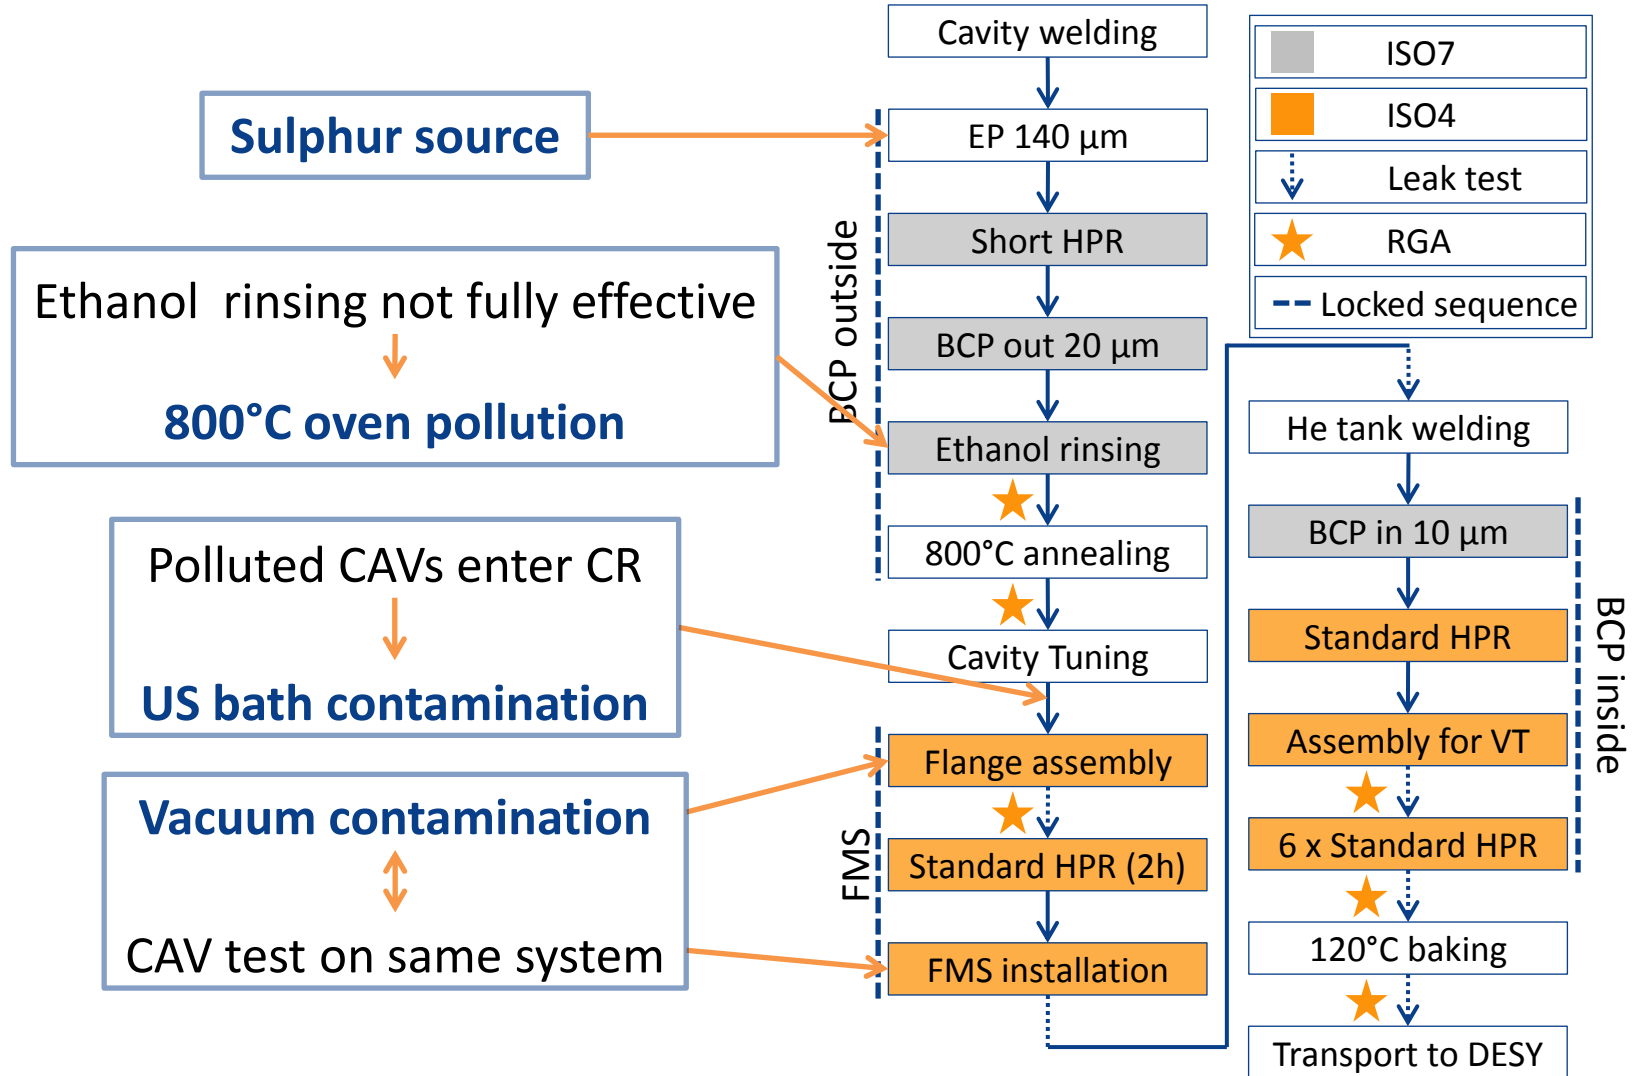 Sulphur source
Ethanol rinsing not fully effective
800°C oven pollution
Polluted CAVs enter CR
US bath contamination
Vacuum contamination
CAV test on same system
BCP outside
FMS
Cavity welding
EP 140 µm
Short HPR
BCP out 20 µm
Ethanol rinsing
800°C annealing
Cavity Tuning
Flange assembly
Standard HPR (2h)
FMS installation
ISO7
ISO4
Leak test
RGA
Locked sequence
He tank welding
BCP in 10 µm
Standard HPR
Assembly for VT
6 x Standard HPR
120°C baking
Transport to DESY
BCP inside